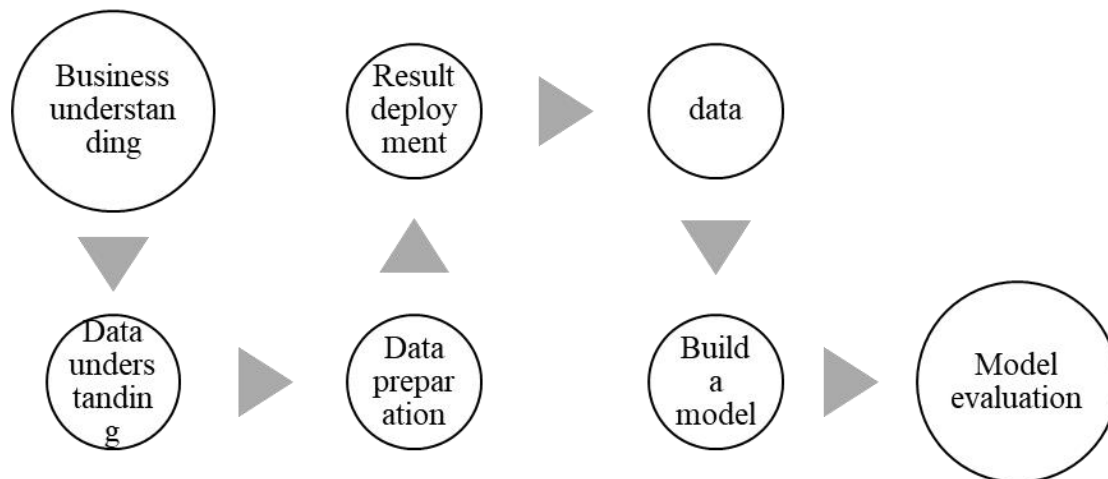 Business
understan
ding
Data
unders
tandin
g
Data
prepar
ation
Result
deploy
ment
data
Build
a
model
Model
evaluation